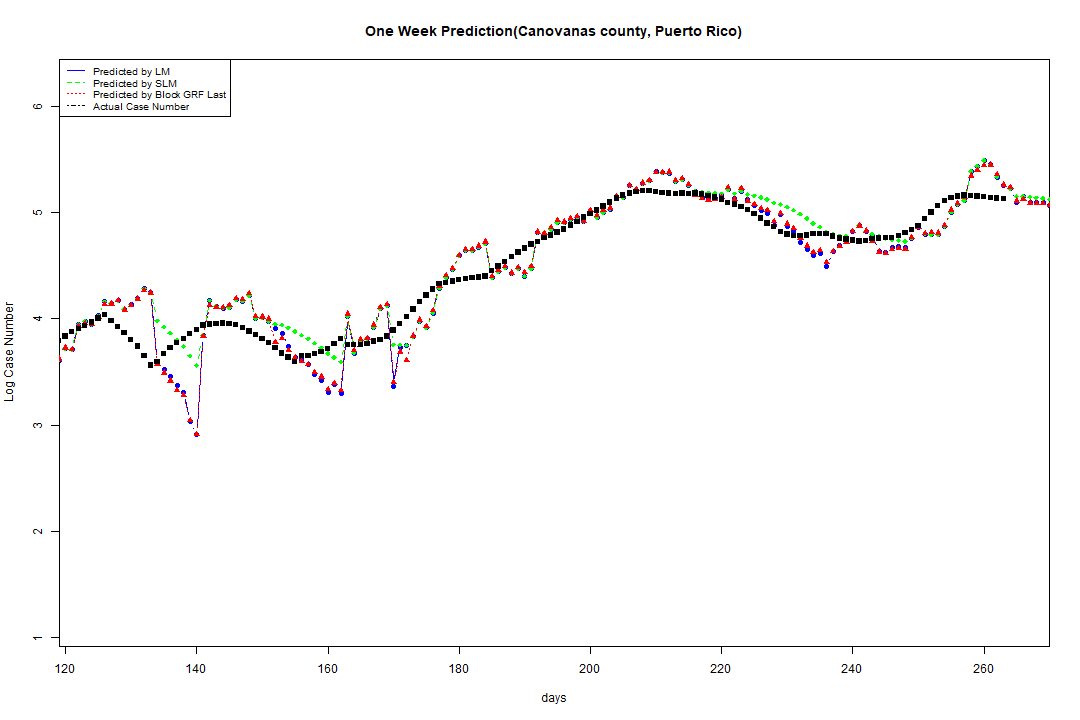 One Week Prediction(Canovanas county, Puerto Rico)
Predicted by LM
Predicted by SLM
Predicted by Block GRF Last
Actual Case Number
6
5
4
3
2
1
Log Case Number
120 140 160 180 200 220 240 260
days